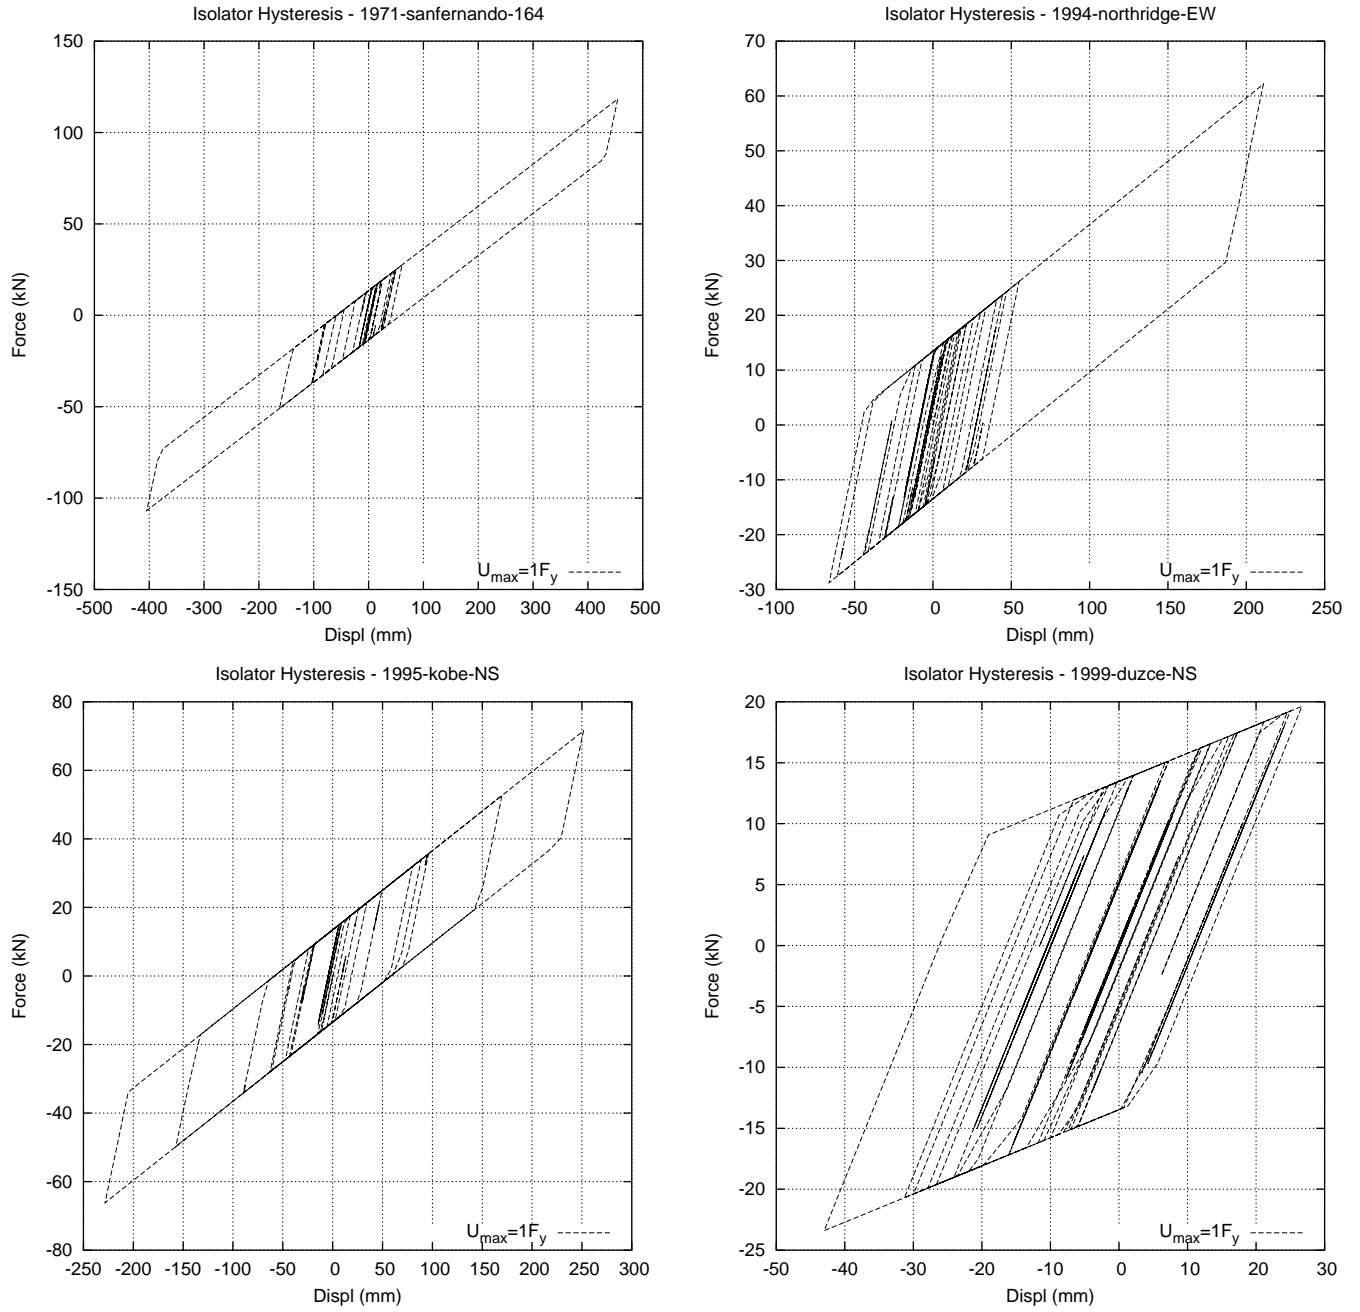 Isolator Hysteresis - 1971-sanfernando-164
150
100
50
0
-50
-100
-150
-500 -400 -300 -200 -100 0 100 200 300 400 500
Force (kN)
Displ (mm)
Umax=1Fy
Isolator Hysteresis - 1994-northridge-EW
70
60
50
40
30
20
10
0
-10
-20
-30
-100 -50 0 50 100 150 200 250
Force (kN)
Displ (mm)
Umax=1Fy
Isolator Hysteresis - 1995-kobe-NS
80
60
40
20
0
-20
-40
-60
-80
-250 -200 -150 -100 -50 0 50 100 150 200 250 300
Force (kN)
Displ (mm)
Umax=1Fy
Isolator Hysteresis - 1999-duzce-NS
20
15
10
5
0
-5
-10
-15
-20
-25
-50 -40 -30 -20 -10 0 10 20 30
Force (kN)
Displ (mm)
Umax=1Fy